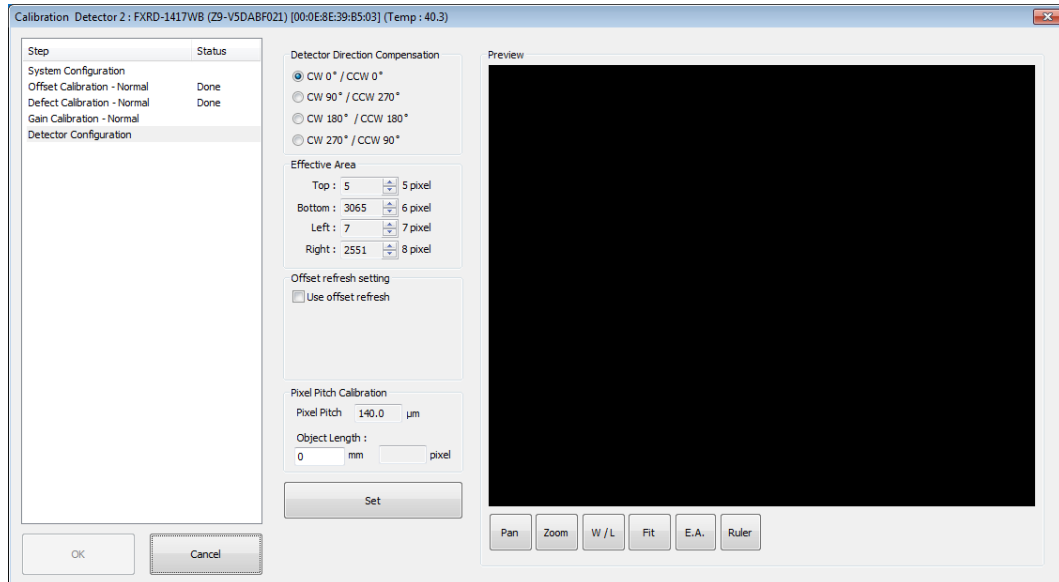 Calibration Detector 2 : FXRD-1417WB (Z9-V5DABF021) [00:0E:8E:39:B5:03] (Temp : 40.3)
Step Status
System Configuration
Offset Calibration - Normal Done
Defect Calibration - Normal Done
Gain Calibration - Normal
Detector Configuration
OK Cancel
Detector Direction Compensation
CW 0° / CCW 0°
CW 90° / CCW 270°
CW 180° / CCW 180°
CW 270° / CCW 90°
Effective Area
Top : 5 5 pixel
Bottom : 3065 6 pixel
Left : 7 7 pixel
Right : 2551 8 pixel
Offset refresh setting
Use offset refresh
Pixel Pitch Calibration
Pixel Pitch 140.0 µm
Object Length :
0 mm pixel
Set
Preview
Pan Zoom W / L Fit E.A. Ruler